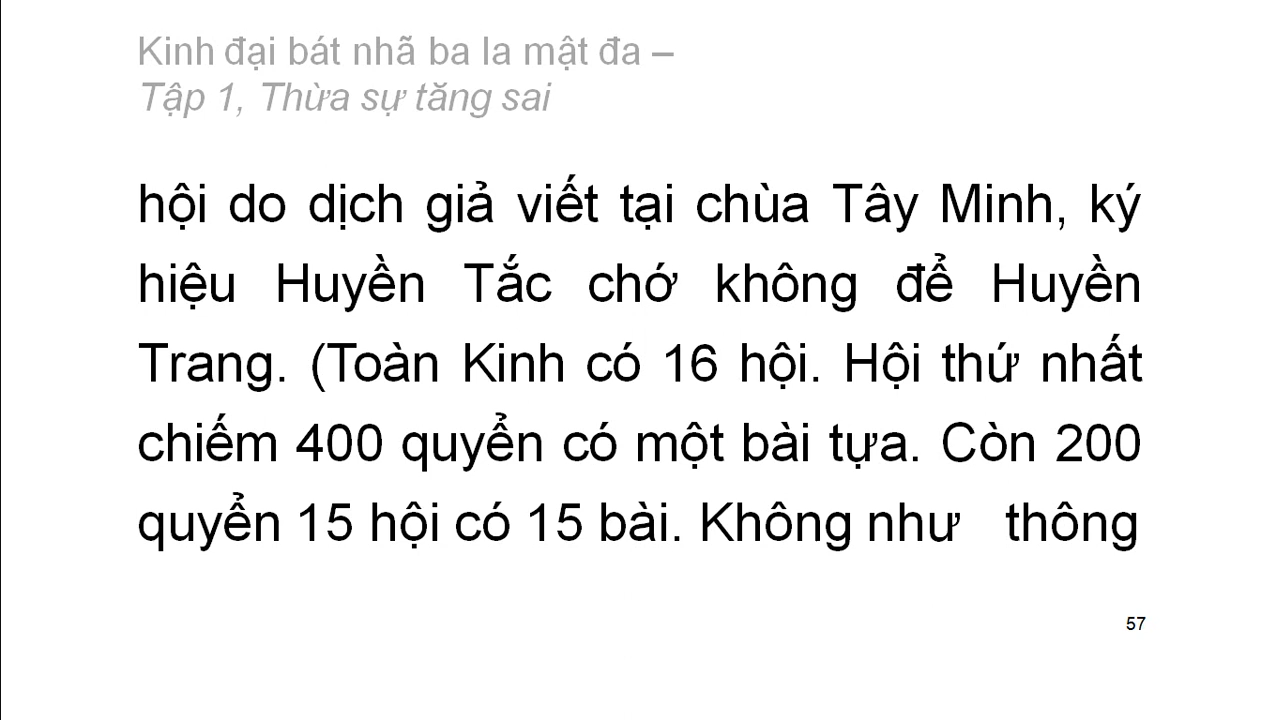 Kinh đại bát nhã ba la mật đa –
Tập 1, Thừa sự tăng sai
hội do dịch giả viết tại chùa Tây Minh, ký
hiệu Huyền Tắc chớ không để Huyền
Trang. (Toàn Kinh có 16 hội. Hội thứ nhất
chiếm 400 quyển có một bài tựa. Còn 200
quyển 15 hội có 15 bài. Không như thông
57